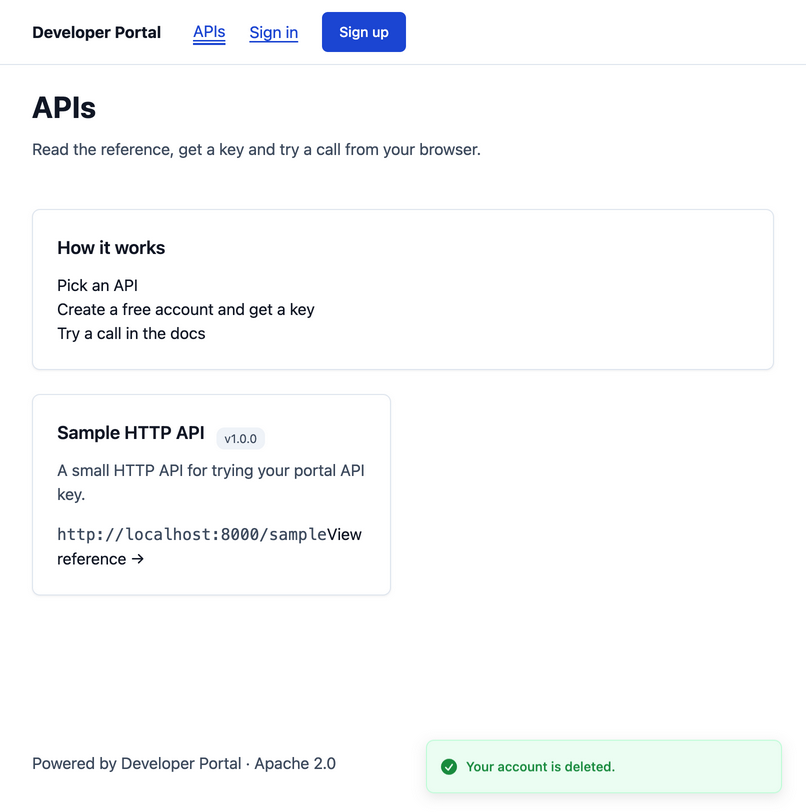 Developer Portal APIs Sign in Sign up
APIs
Read the reference, get a key and try a call from your browser.
How it works
Pick an API
Create a free account and get a key
Try a call in the docs
Sample HTTP API v1.0.0
A small HTTP API for trying your portal API
key.
http://localhost:8000/sampleView
reference →
Powered by Developer Portal · Apache 2.0
Your account is deleted.